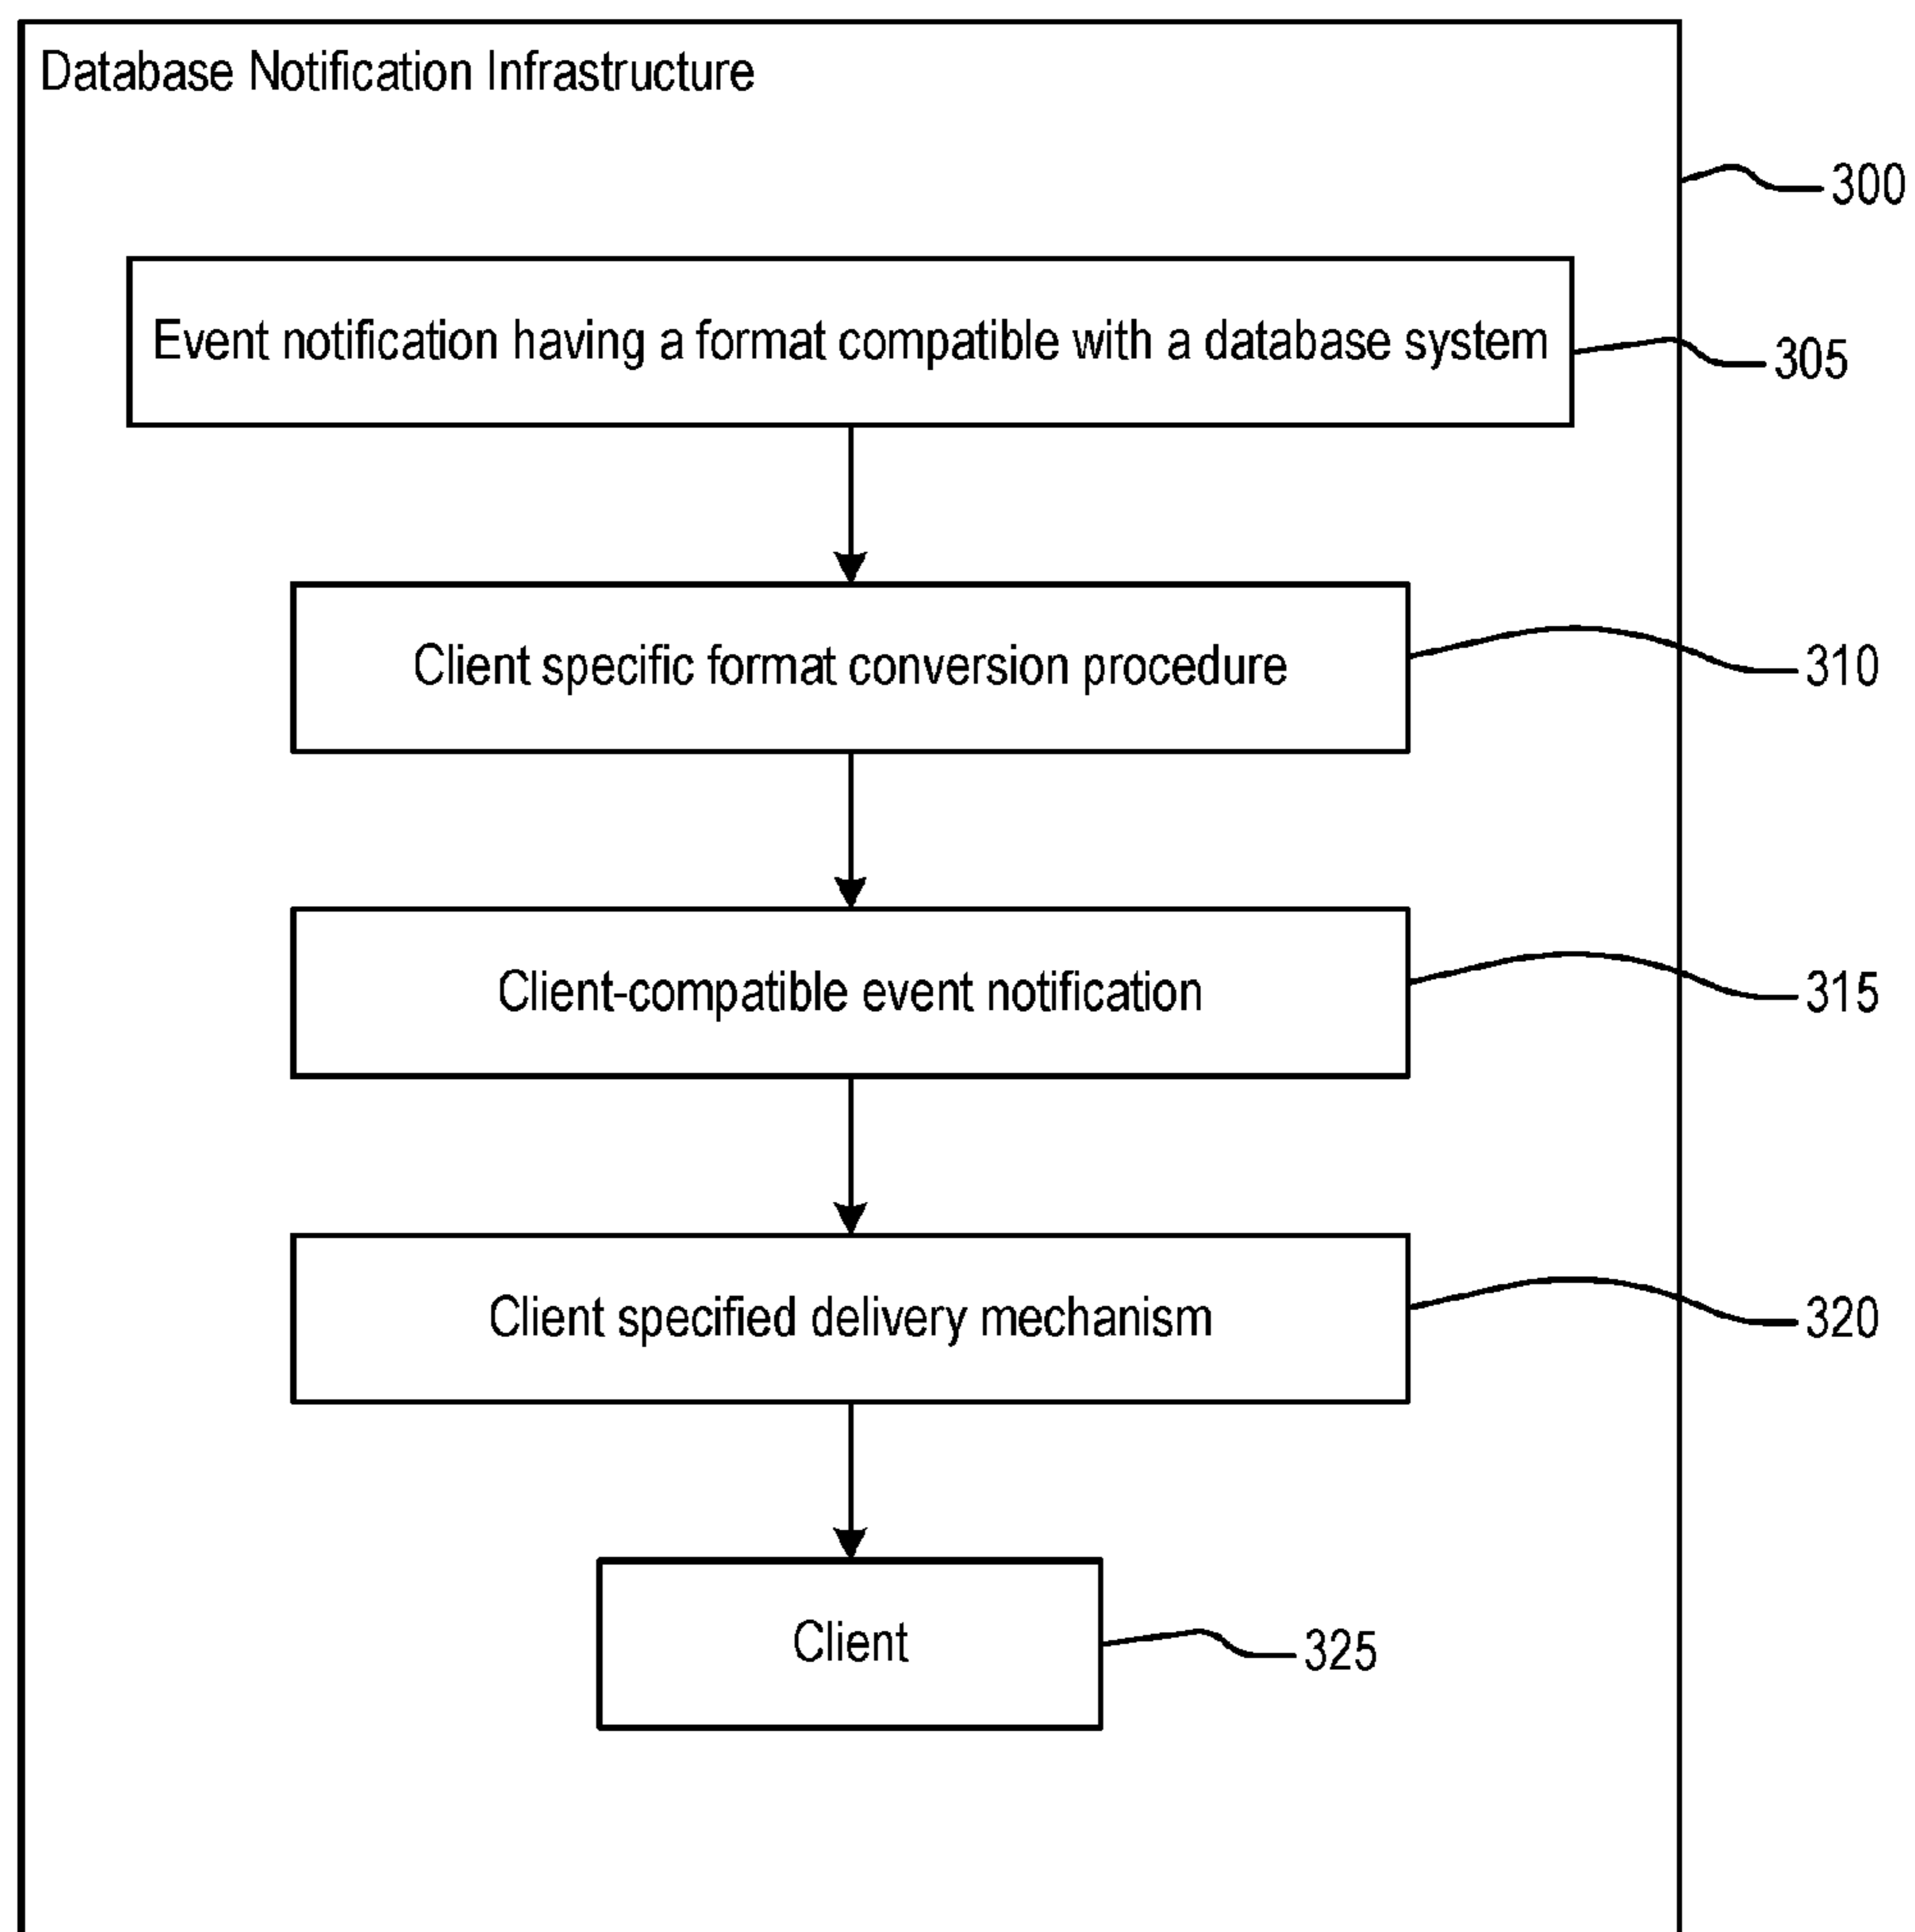 Database Notification Infrastructure
300
Event notification having a format compatible with a database system
305
Client specific format conversion procedure
310
Client-compatible event notification
315
Client specified delivery mechanism
320
Client
325